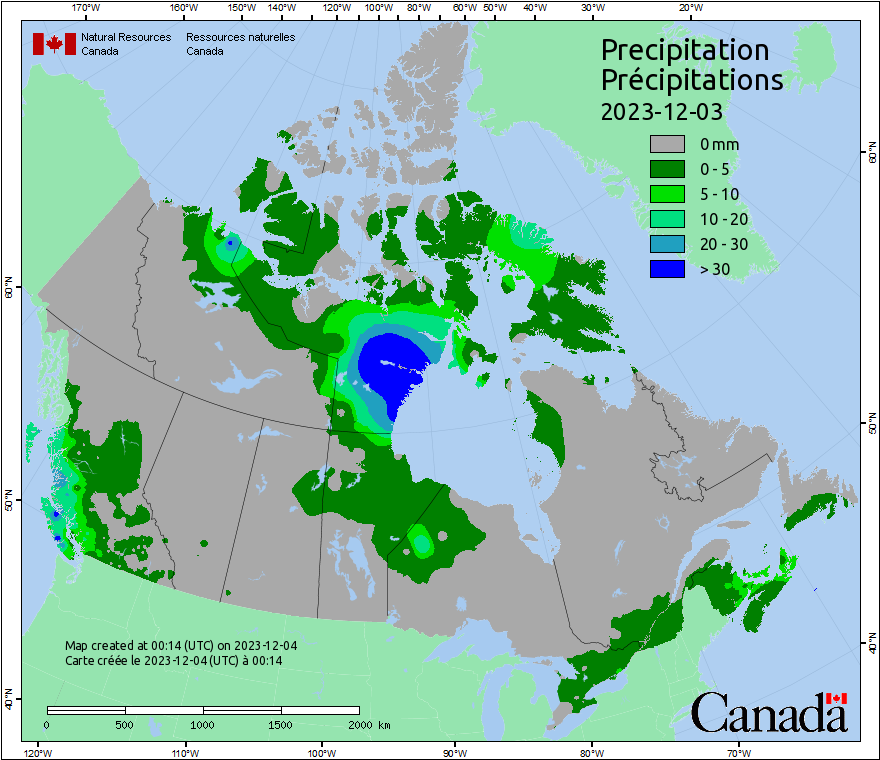 170°W 160°W 150°W 140°W 120°W 100°W 80°W 60°W 50°W 40°W 30°W 20°W
Natural Resources Ressources naturelles
Canada Canada
Precipitation
Précipitations
2023-12-03
0 mm
0 - 5
5 - 10
10 - 20
20 - 30
> 30
60°N
60°N
50°N
50°N
40°N
40°N
Map created at 00:14 (UTC) on 2023-12-04
Carte créée le 2023-12-04 (UTC) à 00:14
0 500 1000 1500 2000 km
Canada
120°W 110°W 100°W 90°W 80°W 70°W